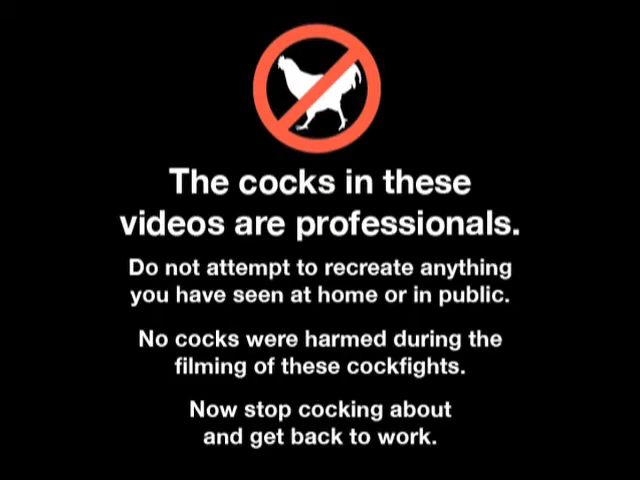 The cocks in these
videos are professionals.
Do not attempt to recreate anything
you have seen at home or in public.
No cocks were harmed during the
filming of these cockfights.
Now stop cocking about
and get back to work.